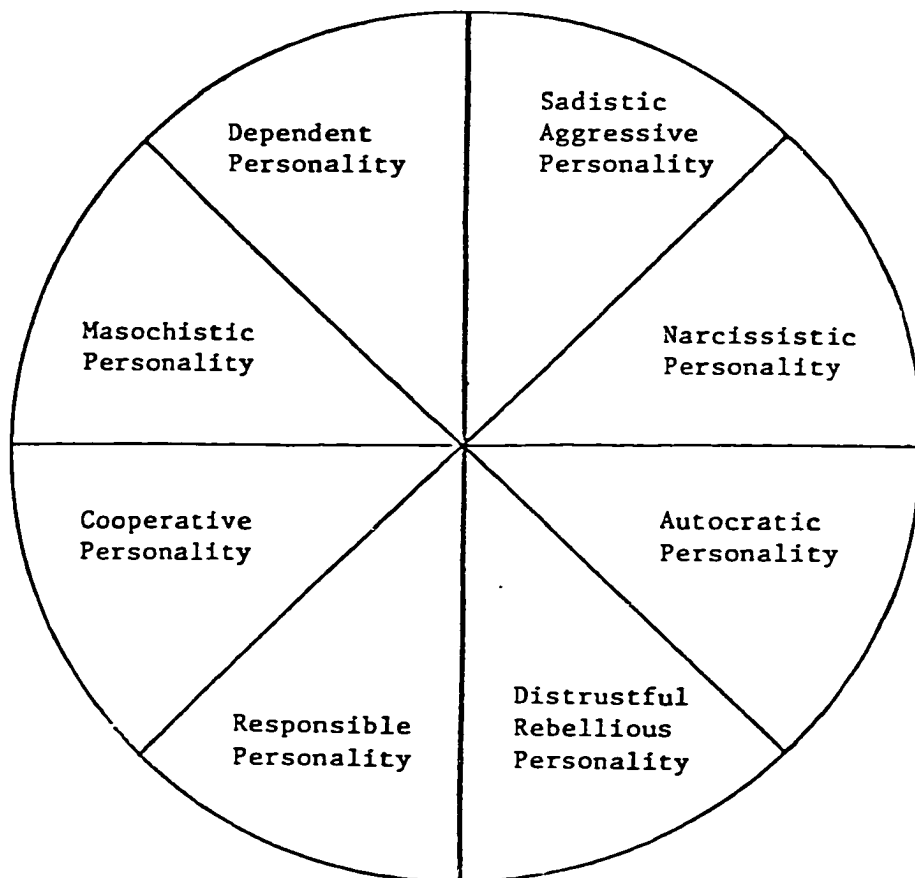 Dependent
Personality
Sadistic
Aggressive
Personality
Masochistic
Personality
Narcissistic
Personality
Cooperative
Personality
Autocratic
Personality
Responsible
Personality
Distrustful
Rebellious
Personality